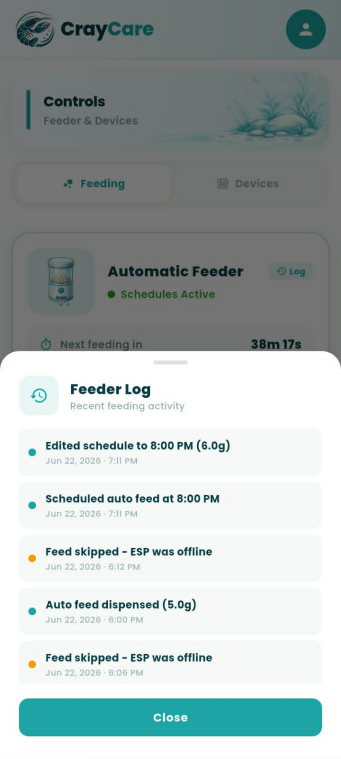 CrayCare
Controls
Feeder & Devices
Feeding
Devices
Automatic Feeder
Log
Schedules Active
Next feeding in
38m 17s
Feeder Log
Recent feeding activity
Edited schedule to 8:00 PM (6.0g)
Jun 22, 2026 · 7:11 PM
Scheduled auto feed at 8:00 PM
Jun 22, 2026 · 7:11 PM
Feed skipped - ESP was offline
Jun 22, 2026 · 6:12 PM
Auto feed dispensed (5.0g)
Jun 22, 2026 · 6:00 PM
Feed skipped - ESP was offline
Jun 22, 2026 · 6:06 PM
Close